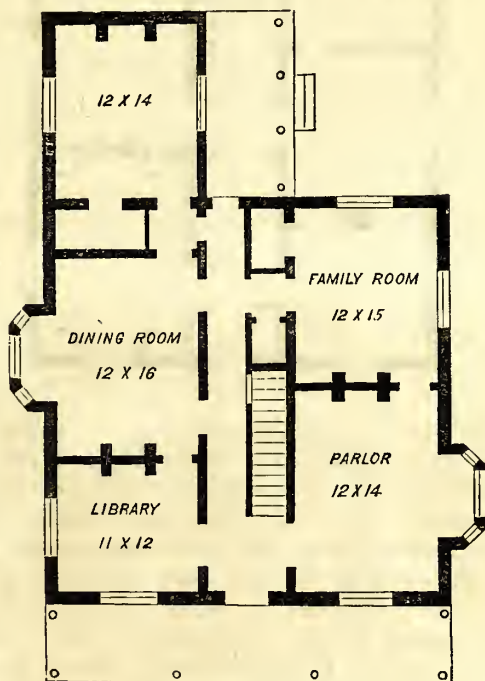 12 X 14
FAMILY ROOM
12 X 15
DINING ROOM
12 X 16
PARLOR
12 X 14
LIBRARY
11 X 12